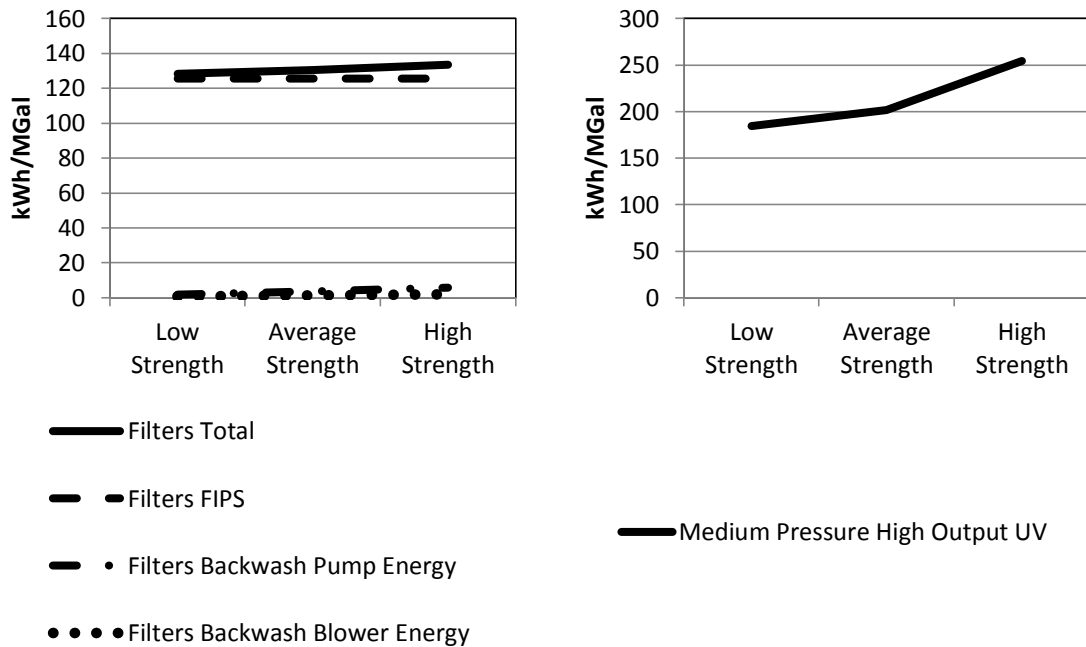 kWh/MGal
160
140
120
100
80
60
40
20
0
Low
Strength
Average
Strength
High
Strength
Filters Total
Filters FIPS
Filters Backwash Pump Energy
Filters Backwash Blower Energy
kWh/MGal
300
250
200
150
100
50
0
Low
Strength
Average
Strength
High
Strength
Medium Pressure High Output UV